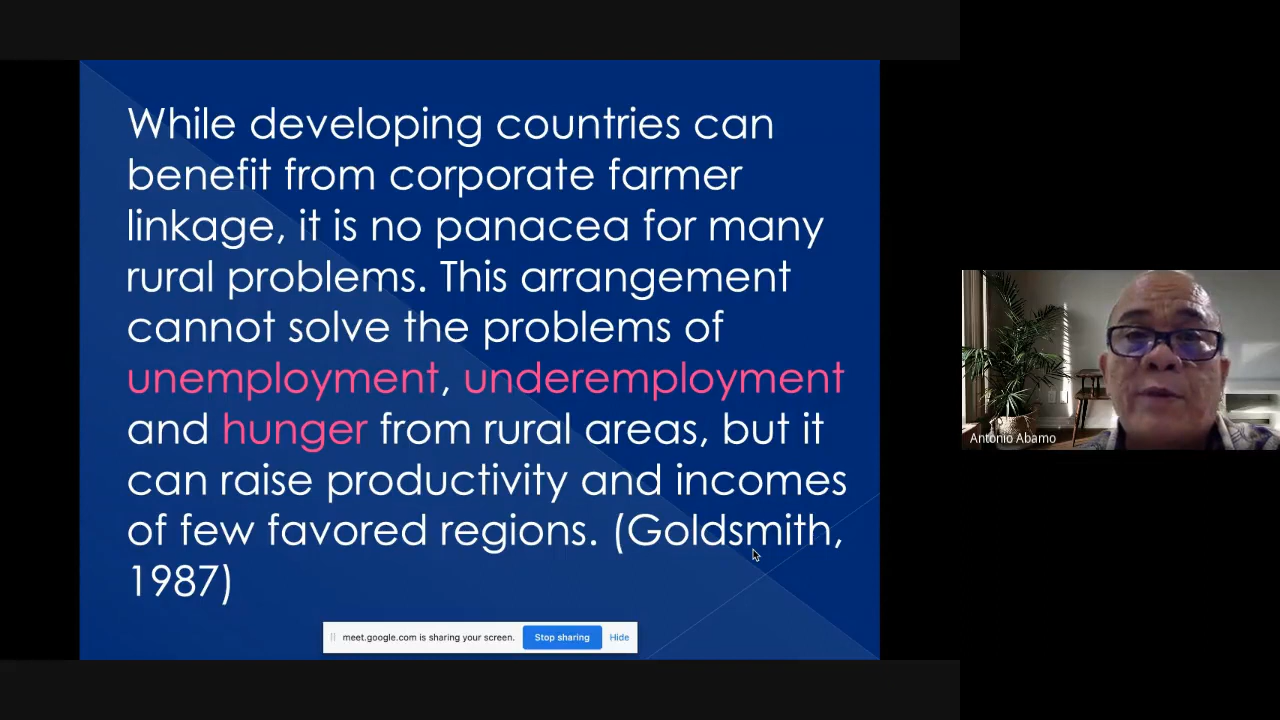 While developing countries can
benefit from corporate farmer
linkage, it is no panacea for many
rural problems. This arrangement
cannot solve the problems of
unemployment, underemployment
and hunger from rural areas, but it
can raise productivity and incomes
of few favored regions. (Goldsmith,
1987)
meet.google.com is sharing your screen. Stop sharing Hide
Antonio Abamo